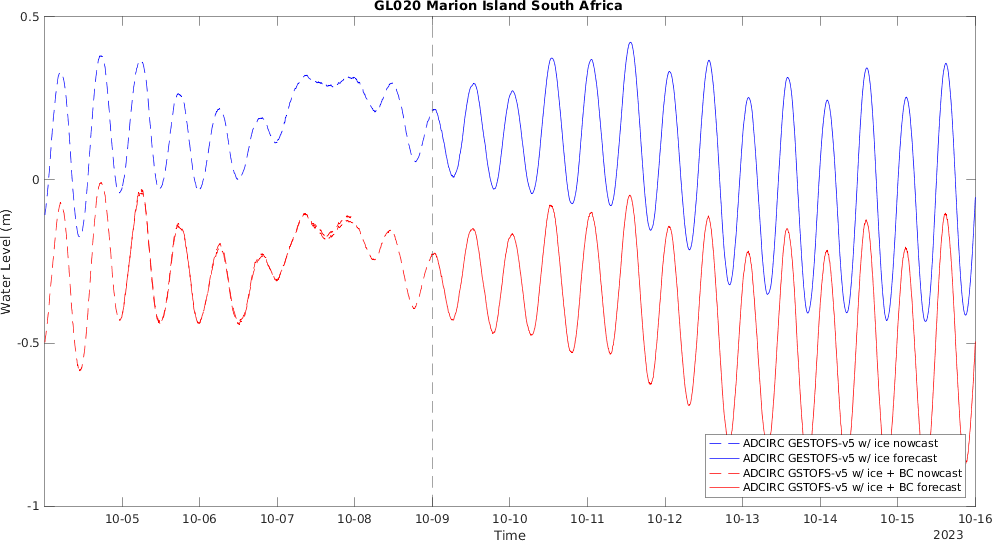 GL020 Marion Island South Africa
0.5
0
-0.5
-1
Water Level (m)
ADCIRC GESTOFS-v5 w/ ice nowcast
ADCIRC GESTOFS-v5 w/ ice forecast
ADCIRC GSTOFS-v5 w/ ice + BC nowcast
ADCIRC GSTOFS-v5 w/ ice + BC forecast
10-05 10-06 10-07 10-08 10-09 10-10 10-11 10-12 10-13 10-14 10-15 10-16
Time
2023